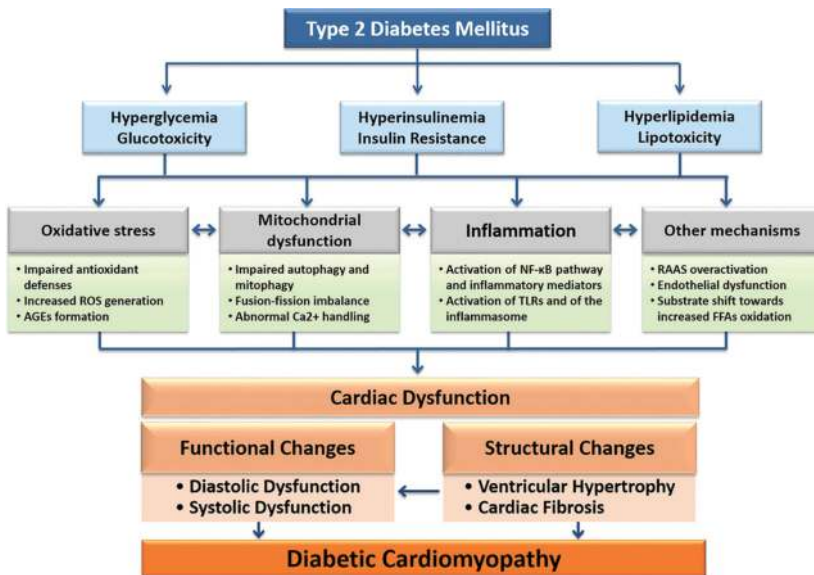 Type 2 Diabetes Mellitus
Hyperglycemia
Glucotoxicity
Hyperinsulinemia
Insulin Resistance
Hyperlipidemia
Lipotoxicity
Oxidative stress
• Impaired antioxidant
defenses
• Increased ROS generation
• AGEs formation
Mitochondrial
dysfunction
• Impaired autophagy and
mitophagy
• Fusion-fission imbalance
• Abnormal Ca2+ handling
Inflammation
• Activation of NF-κB pathway
and inflammatory mediators
• Activation of TLRs and of the
inflammasome
Other mechanisms
• RAAS overactivation
• Endothelial dysfunction
• Substrate shift towards
increased FFAs oxidation
Cardiac Dysfunction
Functional Changes
• Diastolic Dysfunction
• Systolic Dysfunction
Structural Changes
• Ventricular Hypertrophy
• Cardiac Fibrosis
Diabetic Cardiomyopathy